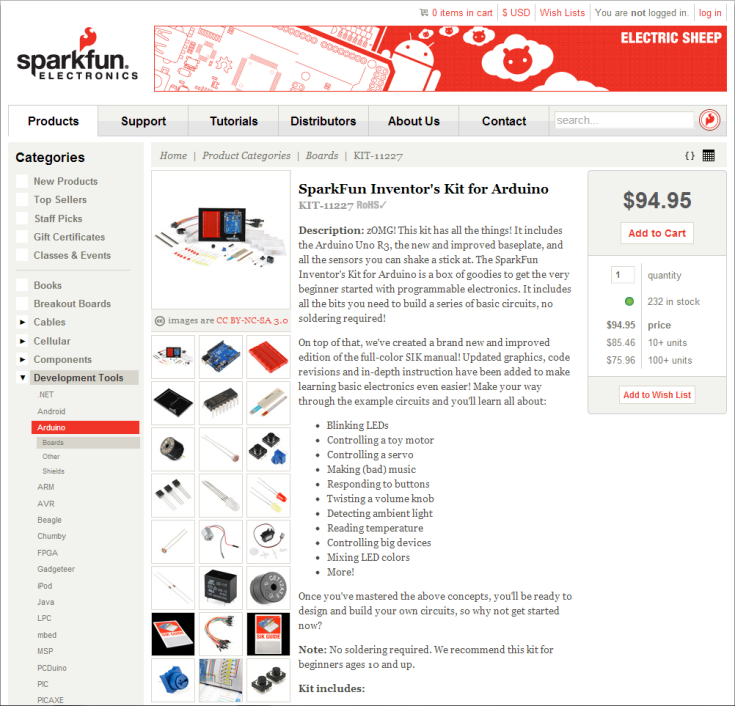 0 items in cart
$ USD
Wish Lists
You are not logged in.
log in
sparkfun.
ELECTRONICS
ELECTRIC SHEEP
Products
Support
Tutorials
Distributors
About Us
Contact
search...
Categories
New Products
Top Sellers
Staff Picks
Gift Certificates
Classes & Events
Books
Breakout Boards
Cables
Cellular
Components
Development Tools
.NET
Android
Arduino
Boards
Other
Shields
ARM
AVR
Beagle
Chumby
FPGA
Gadgeteer
iPod
Java
LPC
mbed
MSP
PCDuino
PIC
PICAXE
Home | Product Categories | Boards | KIT-11227
{ }
images are CC BY-NC-SA 3.0
SIK GUIDE
SparkFun Inventor's Kit for Arduino
KIT-11227 RoHS✓
Description: zOMG! This kit has all the things! It includes
the Arduino Uno R3, the new and improved baseplate, and
all the sensors you can shake a stick at. The SparkFun
Inventor's Kit for Arduino is a box of goodies to get the very
beginner started with programmable electronics. It includes
all the bits you need to build a series of basic circuits, no
soldering required!
On top of that, we've created a brand new and improved
edition of the full-color SIK manual! Updated graphics, code
revisions and in-depth instruction have been added to make
learning basic electronics even easier! Make your way
through the example circuits and you'll learn all about:
• Blinking LEDs
• Controlling a toy motor
• Controlling a servo
• Making (bad) music
• Responding to buttons
• Twisting a volume knob
• Detecting ambient light
• Reading temperature
• Controlling big devices
• Mixing LED colors
• More!
Once you've mastered the above concepts, you'll be ready to
design and build your own circuits, so why not get started
now?
Note: No soldering required. We recommend this kit for
beginners ages 10 and up.
Kit includes:
$94.95
Add to Cart
1 quantity
232 in stock
$94.95 price
$85.46 10+ units
$75.96 100+ units
Add to Wish List